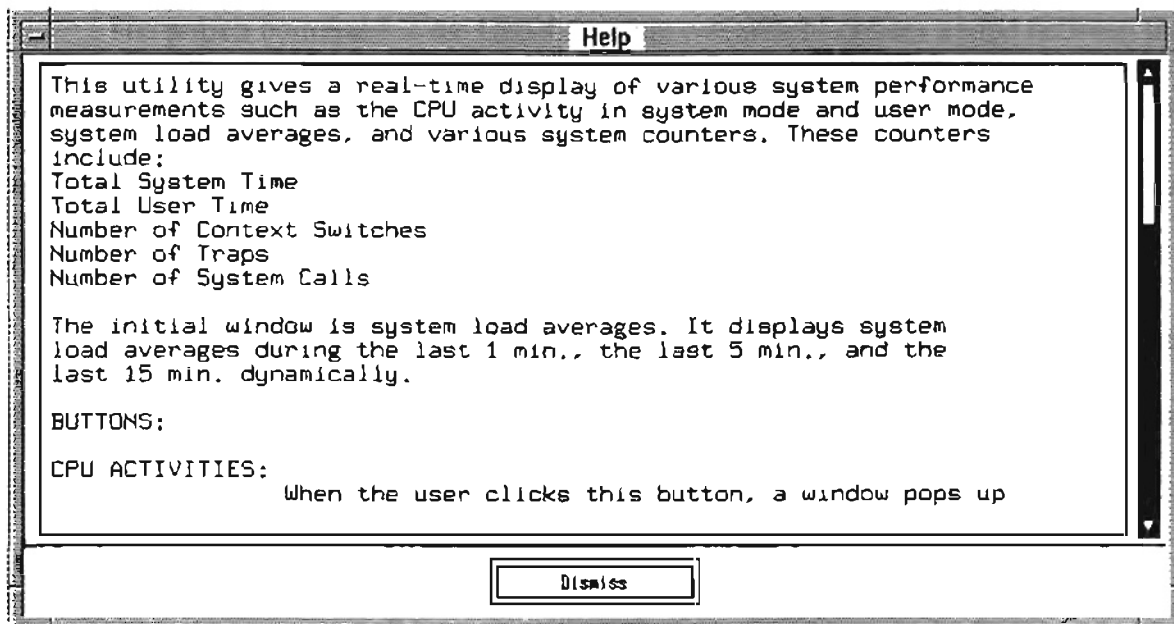 Help
This utility gives a real-time display of various system performance
measurements such as the CPU activity in system mode and user mode,
system load averages, and various system counters. These counters
include:
Total System Time
Total User Time
Number of Context Switches
Number of Traps
Number of System Calls
The initial window is system load averages. It displays system
load averages during the last 1 min., the last 5 min., and the
last 15 min. dynamically.
BUTTONS:
CPU ACTIVITIES:
When the user clicks this button, a window pops up
Dismiss